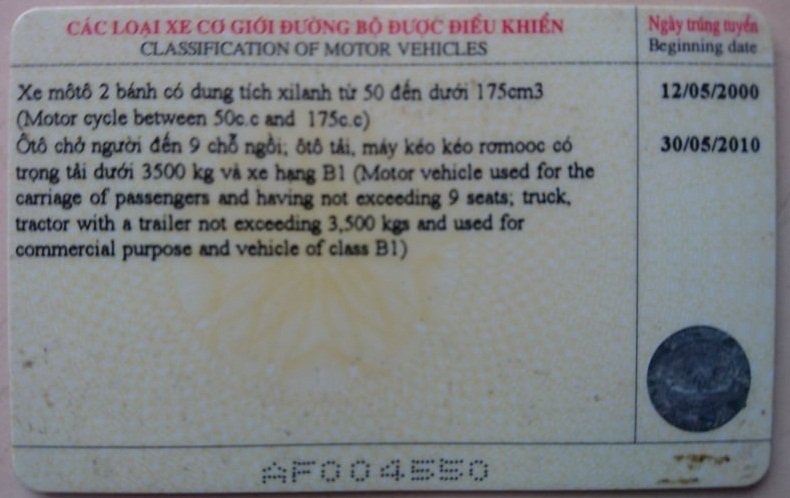 CÁC LOẠI XE CƠ GIỚI ĐƯỜNG BỘ ĐƯỢC ĐIỀU KHIỂN
CLASSIFICATION OF MOTOR VEHICLES
Ngày trúng tuyển
Beginning date
Xe môtô 2 bánh có dung tích xilanh từ 50 đến dưới 175cm3
(Motor cycle between 50c.c and 175c.c)
12/05/2000
Ôtô chở người đến 9 chỗ ngồi; ôtô tải, máy kéo kéo rơmooc có
trọng tải dưới 3500 kg và xe hạng B1 (Motor vehicle used for the
carriage of passengers and having not exceeding 9 seats; truck,
tractor with a trailer not exceeding 3,500 kgs and used for
commercial purpose and vehicle of class B1)
30/05/2010
AF004550